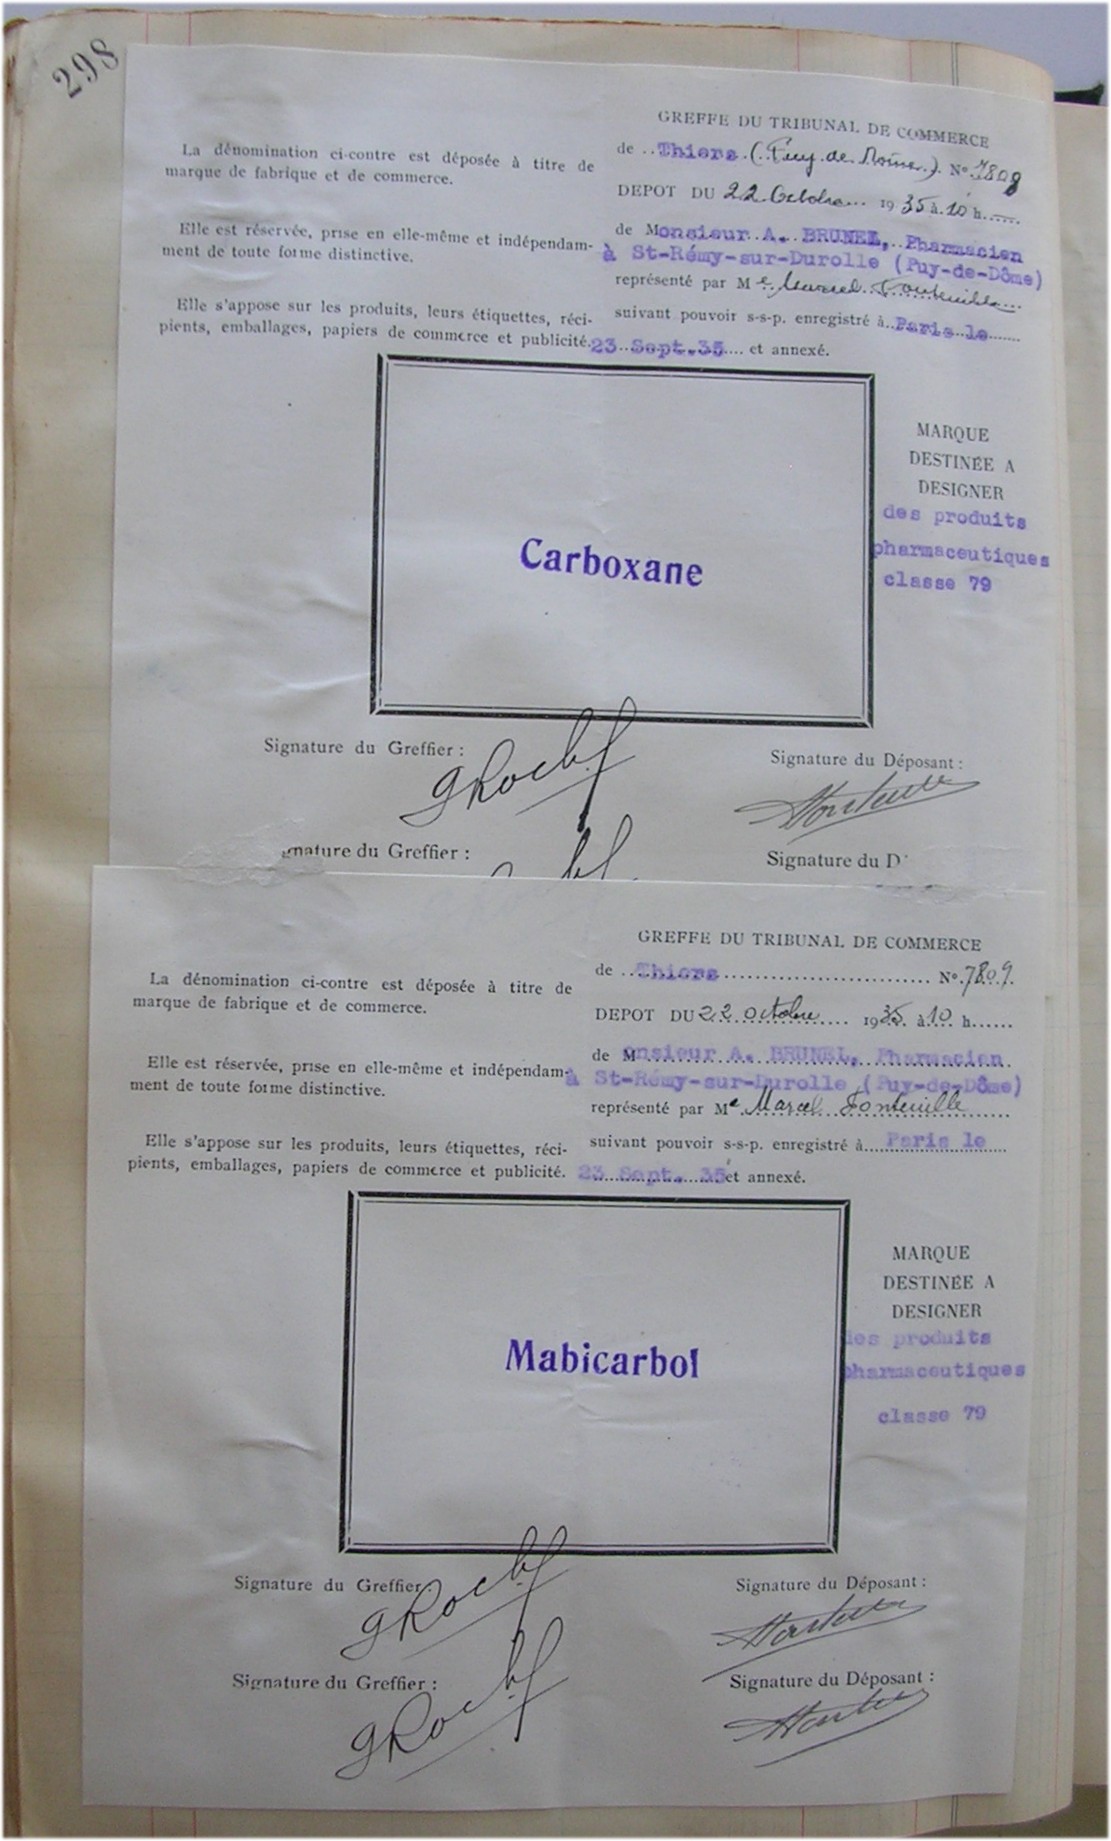 298
GREFFE DU TRIBUNAL DE COMMERCE
de Thiers (Puy de Dôme) No 7808
DEPOT DU 22 Octobre 1935 à 10 h.
de Monsieur A. BRUNEL, Pharmacien
à St-Rémy-sur-Durolle (Puy-de-Dôme)
représenté par Me Marcel Fonteuille
suivant pouvoir s-s-p. enregistré à Paris le
23 Sept.35 et annexé.
La dénomination ci-contre est déposée à titre de
marque de fabrique et de commerce.
Elle est réservée, prise en elle-même et indépendam-
ment de toute forme distinctive.
Elle s'appose sur les produits, leurs étiquettes, réci-
pients, emballages, papiers de commerce et publicité.
Carboxane
MARQUE
DESTINÉE A
DESIGNER
des produits
pharmaceutiques
classe 79
Signature du Greffier :
Signature du Déposant :
gnature du Greffier :
Signature du D
GREFFE DU TRIBUNAL DE COMMERCE
de Thiers No 7809
DEPOT DU 22 octobre 1935 à 10 h.
de Monsieur A. BRUNEL, Pharmacien
à St-Rémy-sur-Durolle (Puy-de-Dôme)
représenté par Me Marcel Fonteuille
suivant pouvoir s-s-p. enregistré à Paris le
23 Sept. 35 et annexé.
La dénomination ci-contre est déposée à titre de
marque de fabrique et de commerce.
Elle est réservée, prise en elle-même et indépendam-
ment de toute forme distinctive.
Elle s'appose sur les produits, leurs étiquettes, réci-
pients, emballages, papiers de commerce et publicité.
Mabicarbol
MARQUE
DESTINÉE A
DESIGNER
des produits
pharmaceutiques
classe 79
Signature du Greffier :
Signature du Déposant :
Signature du Greffier :
Signature du Déposant :